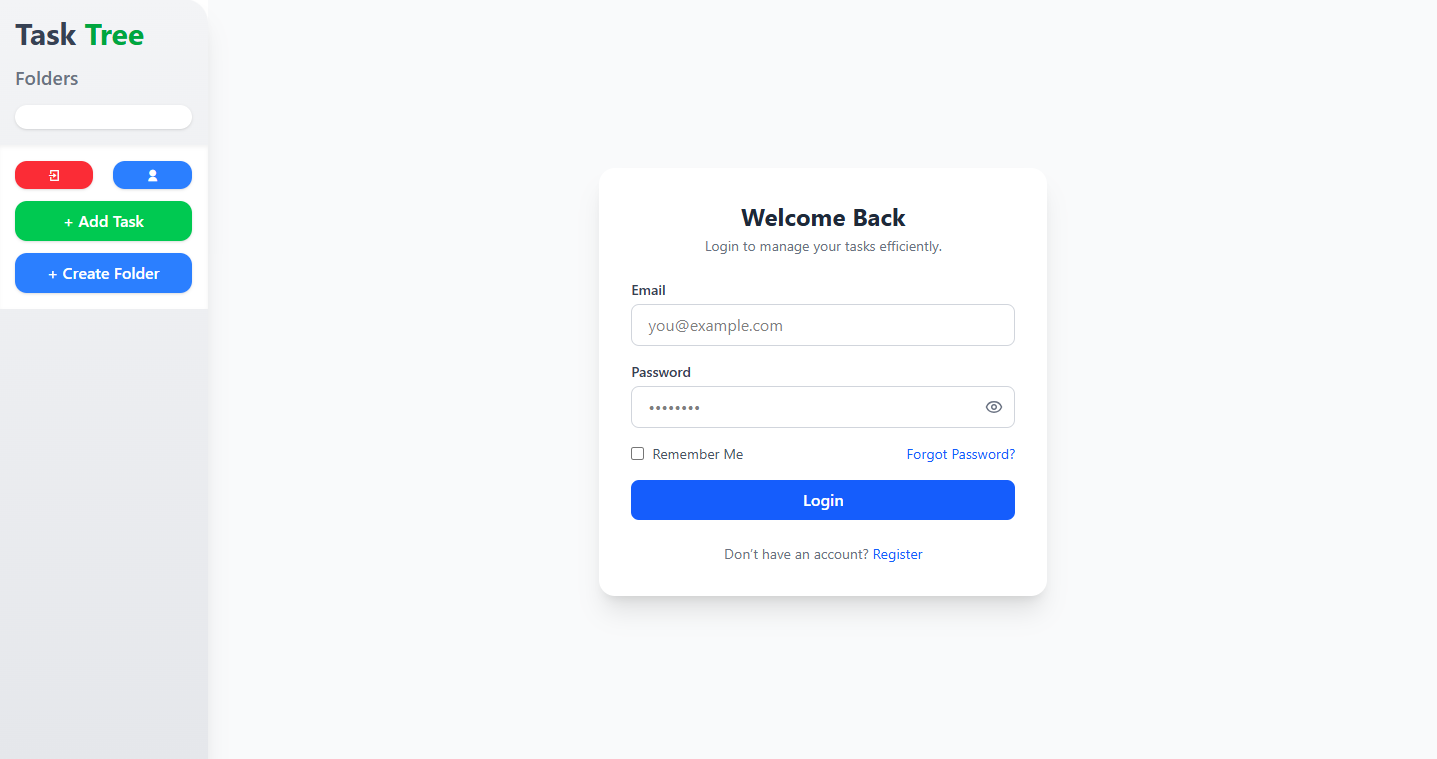 Task Tree
Folders
+ Add Task
+ Create Folder
Welcome Back
Login to manage your tasks efficiently.
Email
you@example.com
Password
••••••••
Remember Me
Forgot Password?
Login
Don't have an account? Register